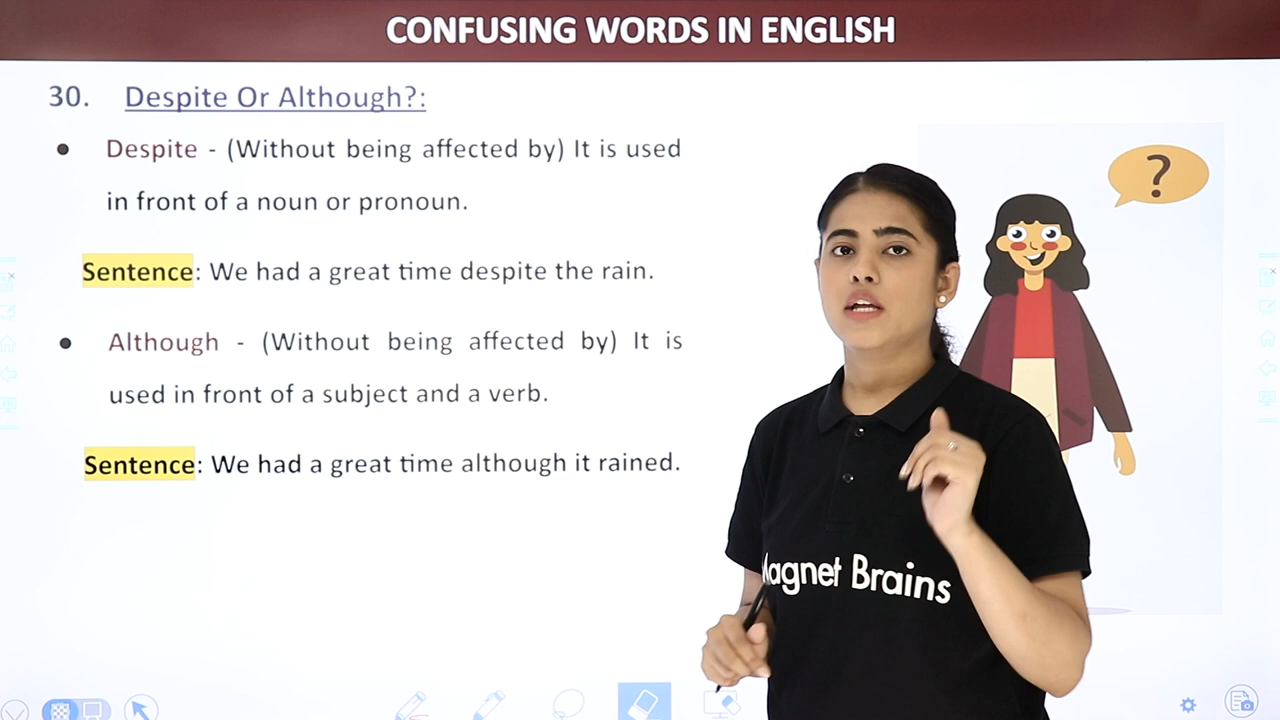 CONFUSING WORDS IN ENGLISH
30. Despite Or Although?:
● Despite - (Without being affected by) It is used
in front of a noun or pronoun.
Sentence: We had a great time despite the rain.
● Although - (Without being affected by) It is
used in front of a subject and a verb.
Sentence: We had a great time although it rained.
?
Magnet Brains